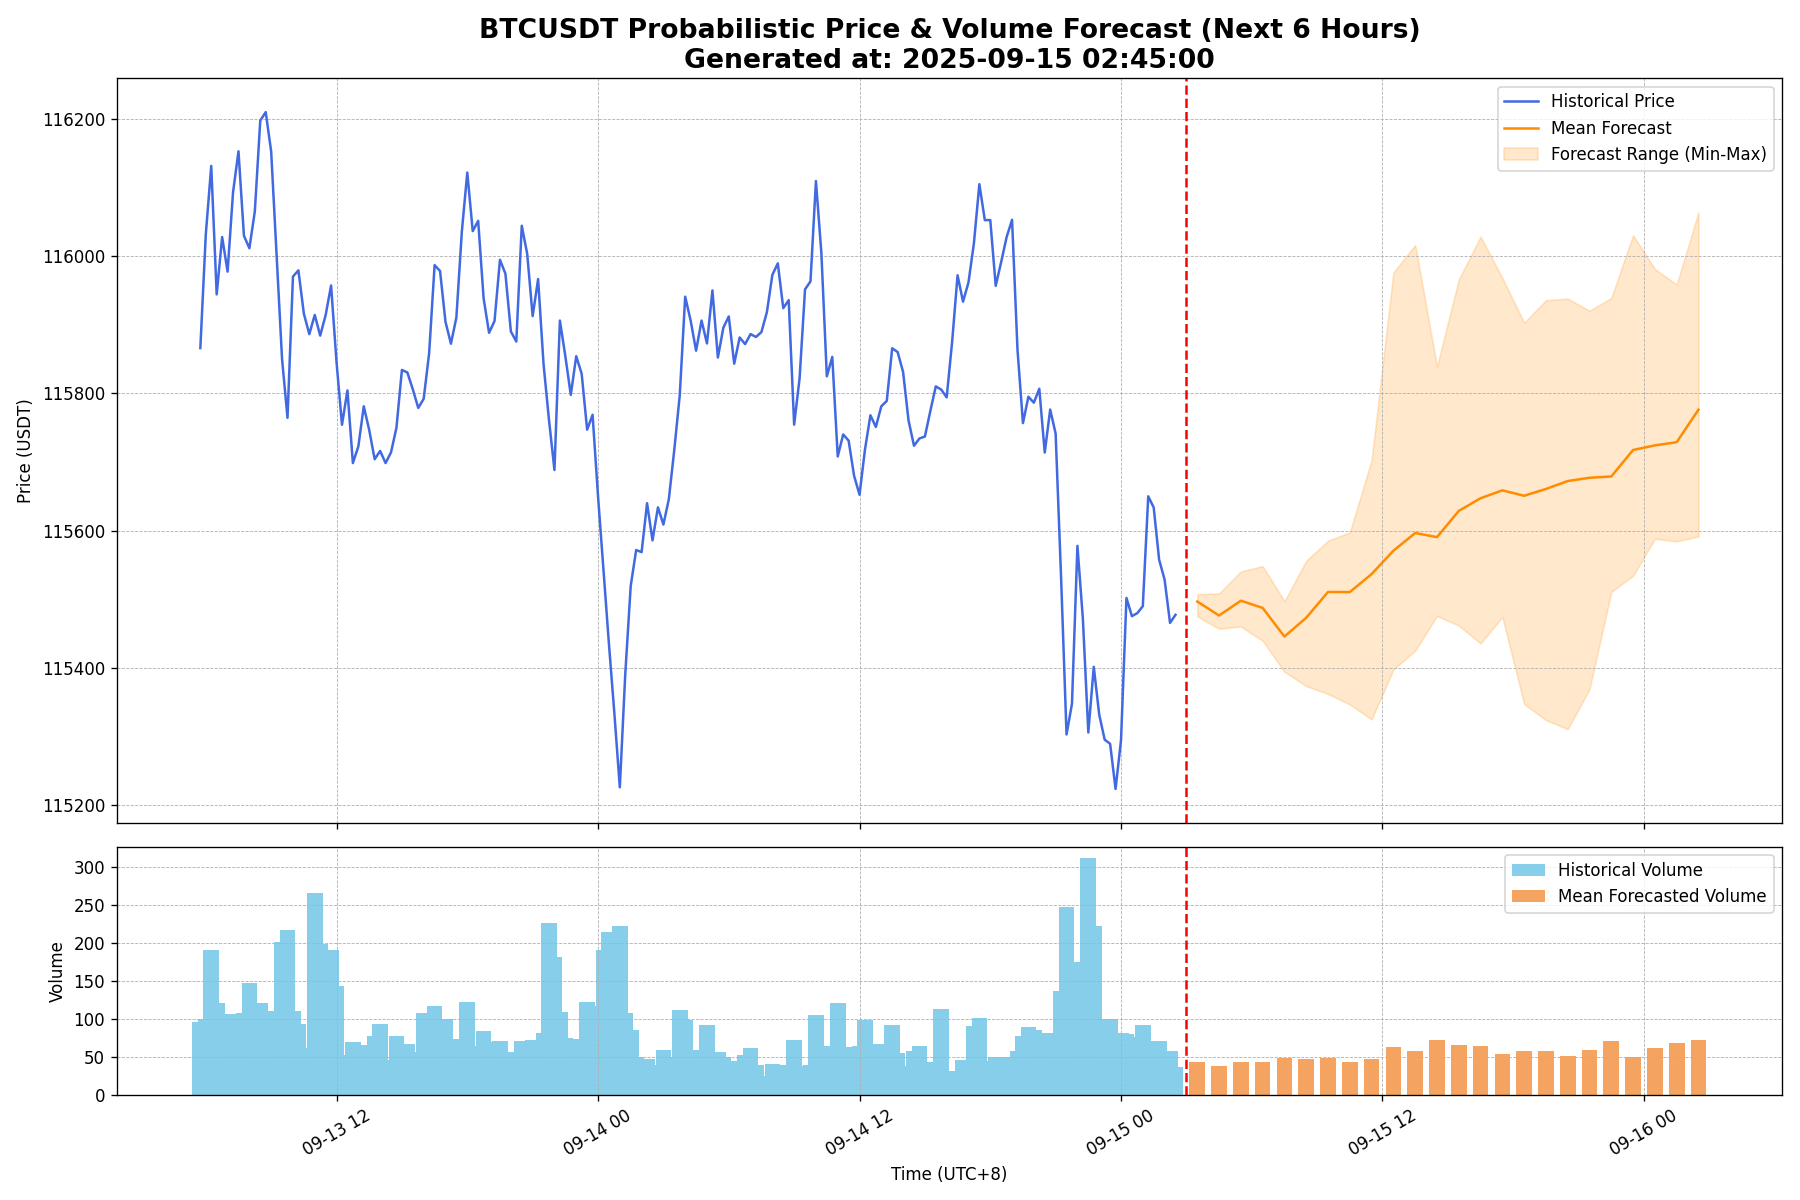 BTCUSDT Probabilistic Price & Volume Forecast (Next 6 Hours)
Generated at: 2025-09-15 02:45:00
Historical Price
Mean Forecast
Forecast Range (Min-Max)
116200
116000
115800
115600
115400
115200
Price (USDT)
Historical Volume
Mean Forecasted Volume
300
250
200
150
100
50
0
Volume
09-13 12
09-14 00
09-14 12
09-15 00
09-15 12
09-16 00
Time (UTC+8)